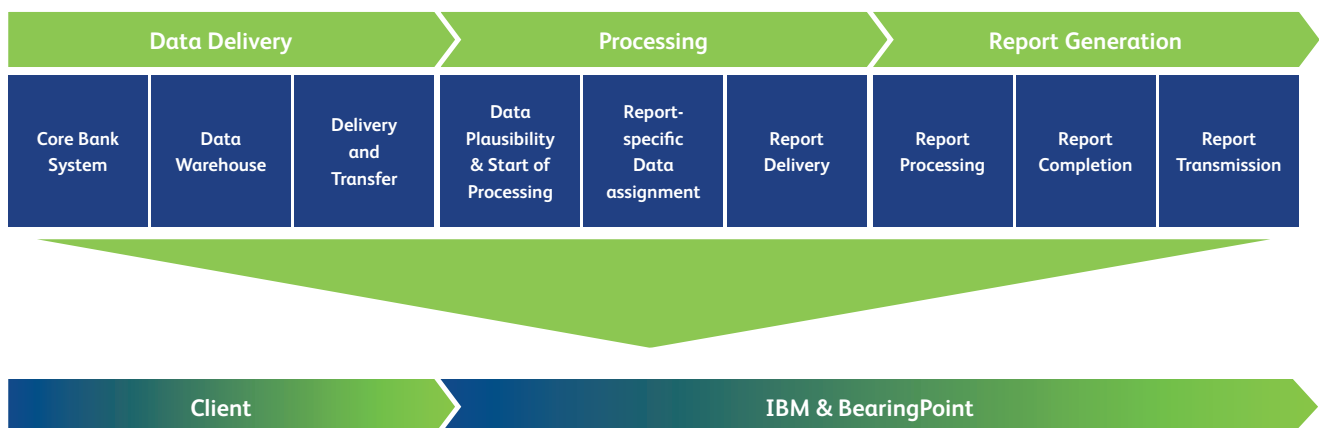 Data Delivery
Processing
Report Generation
Core Bank
System
Data
Warehouse
Delivery
and
Transfer
Data
Plausibility
& Start of
Processing
Report-
specific
Data
assignment
Report
Delivery
Report
Processing
Report
Completion
Report
Transmission
Client
IBM & BearingPoint